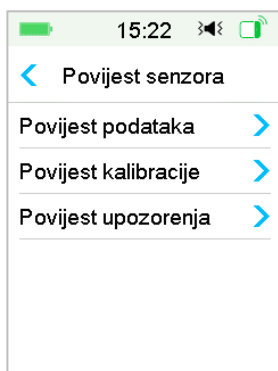 15:22
Povijest senzora
Povijest podataka
Povijest kalibracije
Povijest upozorenja